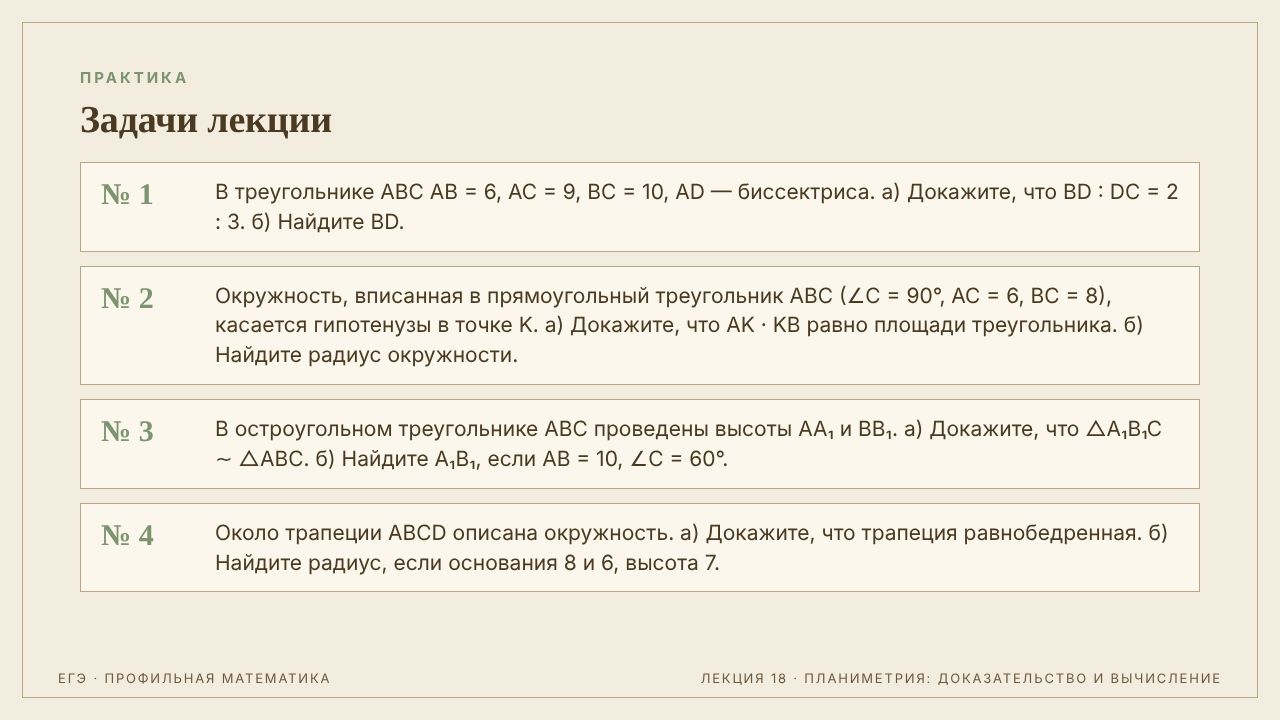 ПРАКТИКА
Задачи лекции
№ 1
В треугольнике ABC AB = 6, AC = 9, BC = 10, AD — биссектриса. а) Докажите, что BD : DC = 2
: 3. б) Найдите BD.
№ 2
Окружность, вписанная в прямоугольный треугольник ABC (∠C = 90°, AC = 6, BC = 8),
касается гипотенузы в точке K. а) Докажите, что AK · KB равно площади треугольника. б)
Найдите радиус окружности.
№ 3
В остроугольном треугольнике ABC проведены высоты AA₁ и BB₁. а) Докажите, что △A₁B₁C
∼ △ABC. б) Найдите A₁B₁, если AB = 10, ∠C = 60°.
№ 4
Около трапеции ABCD описана окружность. а) Докажите, что трапеция равнобедренная. б)
Найдите радиус, если основания 8 и 6, высота 7.
ЕГЭ · ПРОФИЛЬНАЯ МАТЕМАТИКА
ЛЕКЦИЯ 18 · ПЛАНИМЕТРИЯ: ДОКАЗАТЕЛЬСТВО И ВЫЧИСЛЕНИЕ